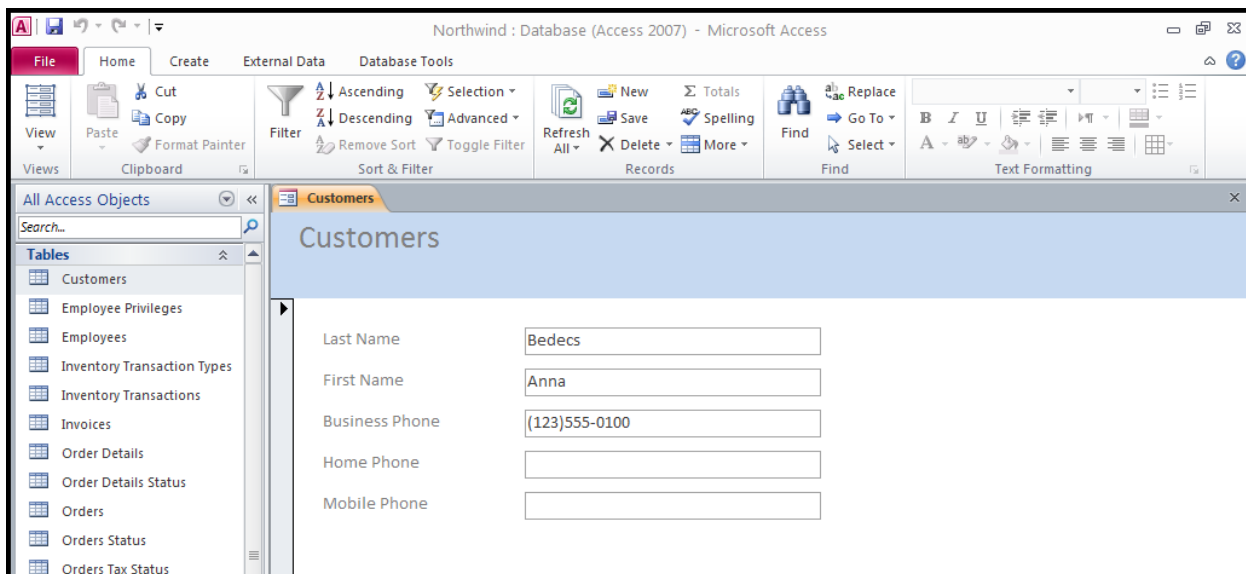 A
Northwind : Database (Access 2007) - Microsoft Access
File Home Create External Data Database Tools
View
Views
Paste
Cut
Copy
Format Painter
Clipboard
Filter
Ascending
Descending
Remove Sort
Selection
Advanced
Toggle Filter
Sort & Filter
Refresh
All
New
Save
Delete
Totals
Spelling
More
Records
Find
Replace
Go To
Select
Find
B I U
A
Text Formatting
All Access Objects
Search...
Tables
Customers
Employee Privileges
Employees
Inventory Transaction Types
Inventory Transactions
Invoices
Order Details
Order Details Status
Orders
Orders Status
Orders Tax Status
Customers
Customers
Last Name Bedecs
First Name Anna
Business Phone (123)555-0100
Home Phone
Mobile Phone